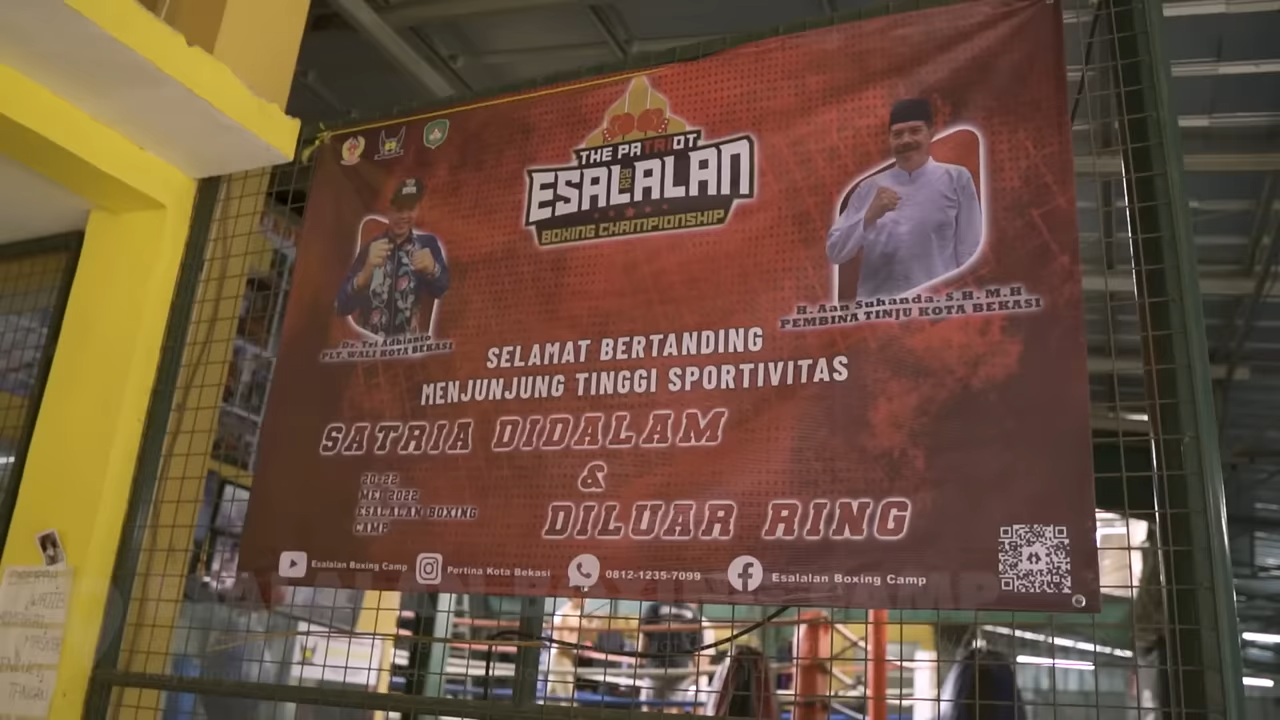 THE PATRIOT
ESALALAN
2022
BOXING CHAMPIONSHIP
Dr. Tri Adhianto
PLT. WALI KOTA BEKASI
H. Aan Suhanda. S.H. M.H
PEMBINA TINJU KOTA BEKASI
SELAMAT BERTANDING
MENJUNJUNG TINGGI SPORTIVITAS
SATRIA DIDALAM
&
DILUAR RING
20-22
MEI 2022
ESALALAN BOXING
CAMP
Esalalan Boxing Camp
Pertina Kota Bekasi
0812-1235-7099
Esalalan Boxing Camp